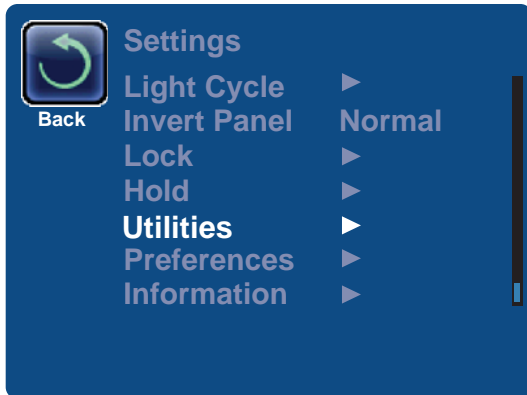 Settings
Light Cycle
Back
Invert Panel Normal
Lock
Hold
Utilities
Preferences
Information